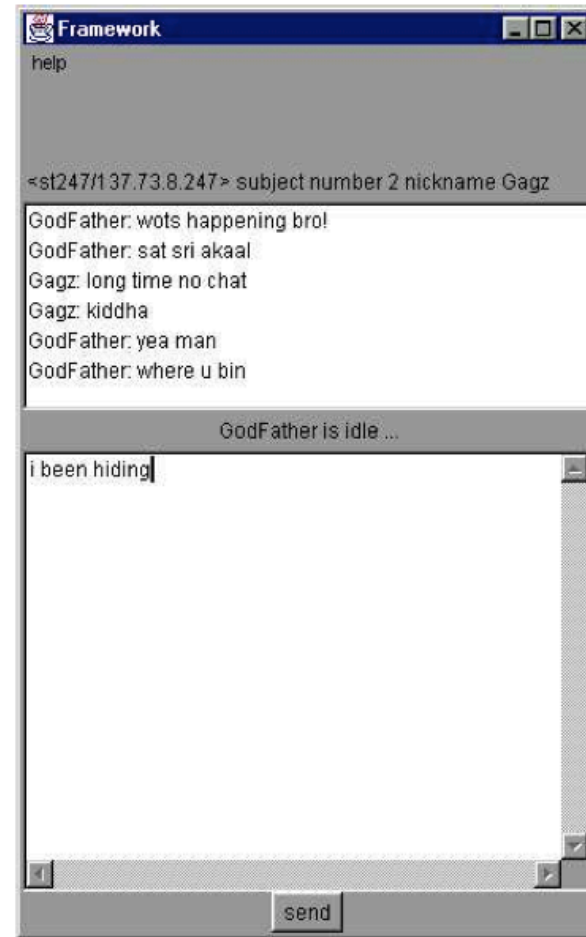 Framework
help
<st247/137.73.8.247> subject number 2 nickname Gagz
GodFather: wots happening bro!
GodFather: sat sri akaal
Gagz: long time no chat
Gagz: kiddha
GodFather: yea man
GodFather: where u bin
GodFather is idle ...
i been hiding
send